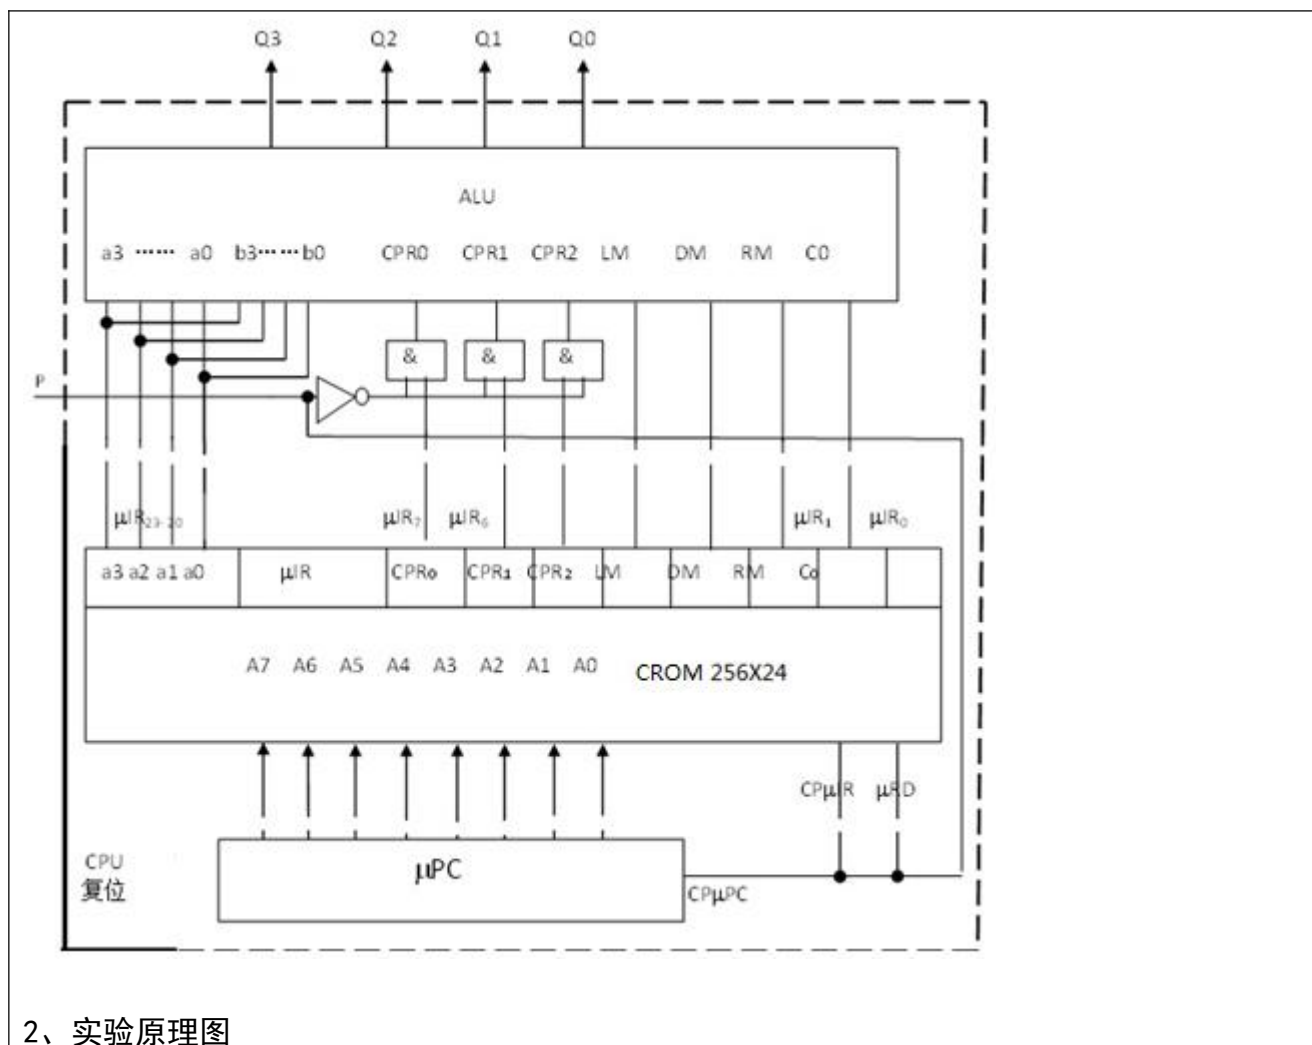 Q3 Q2 Q1 Q0
ALU
a3 ⋯⋯ a0 b3⋯⋯b0 CPR0 CPR1 CPR2 LM DM RM C0
& & &
P
μIR₂₃₋₂₀ μIR₇ μIR₆ μIR₁ μIR₀
a3 a2 a1 a0 μIR CPR₀ CPR₁ CPR₂ LM DM RM C₀
A7 A6 A5 A4 A3 A2 A1 A0 CROM 256X24
CPμIR μRD
CPU
复位
μPC
CPμPC
2、实验原理图